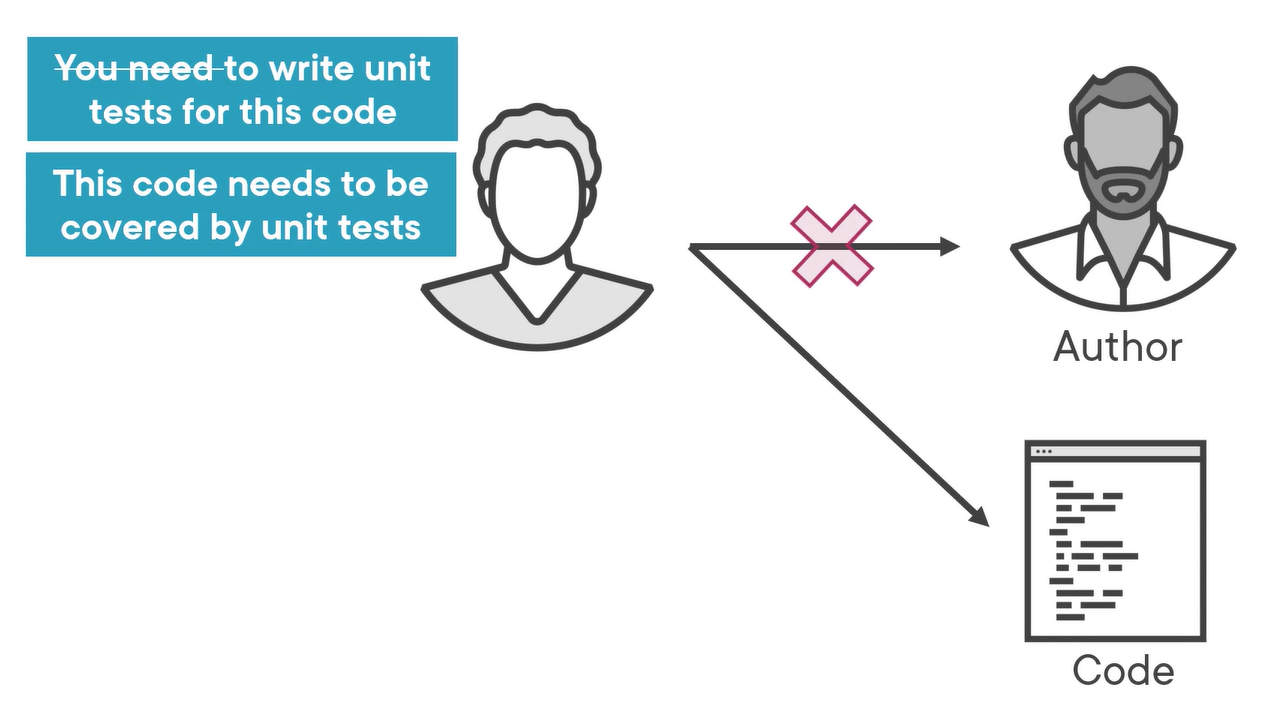 You need to write unit
tests for this code
This code needs to be
covered by unit tests
Author
Code